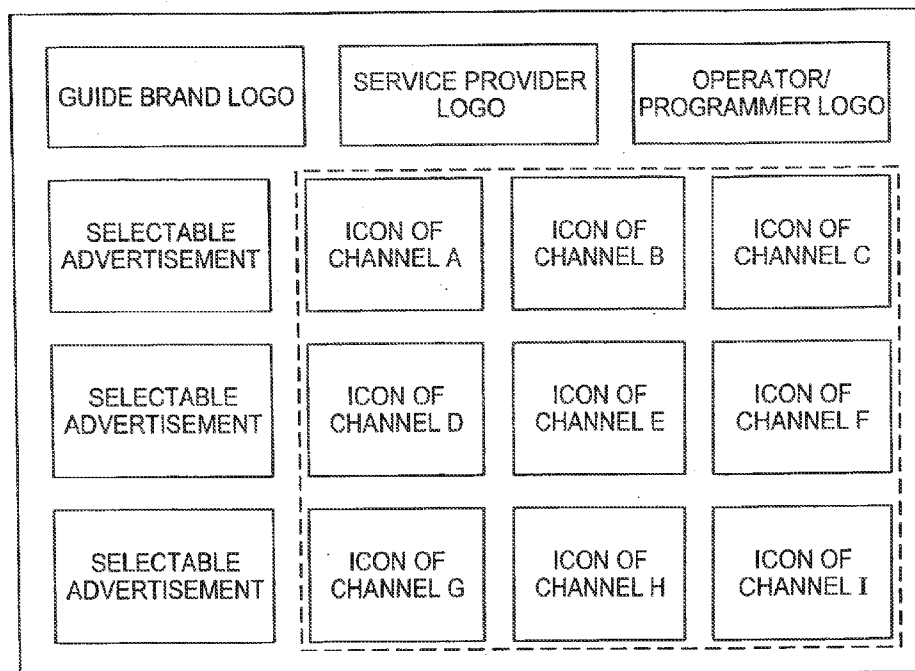 GUIDE BRAND LOGO
SERVICE PROVIDER
LOGO
OPERATOR/
PROGRAMMER LOGO
SELECTABLE
ADVERTISEMENT
ICON OF
CHANNEL A
ICON OF
CHANNEL B
ICON OF
CHANNEL C
SELECTABLE
ADVERTISEMENT
ICON OF
CHANNEL D
ICON OF
CHANNEL E
ICON OF
CHANNEL F
SELECTABLE
ADVERTISEMENT
ICON OF
CHANNEL G
ICON OF
CHANNEL H
ICON OF
CHANNEL I